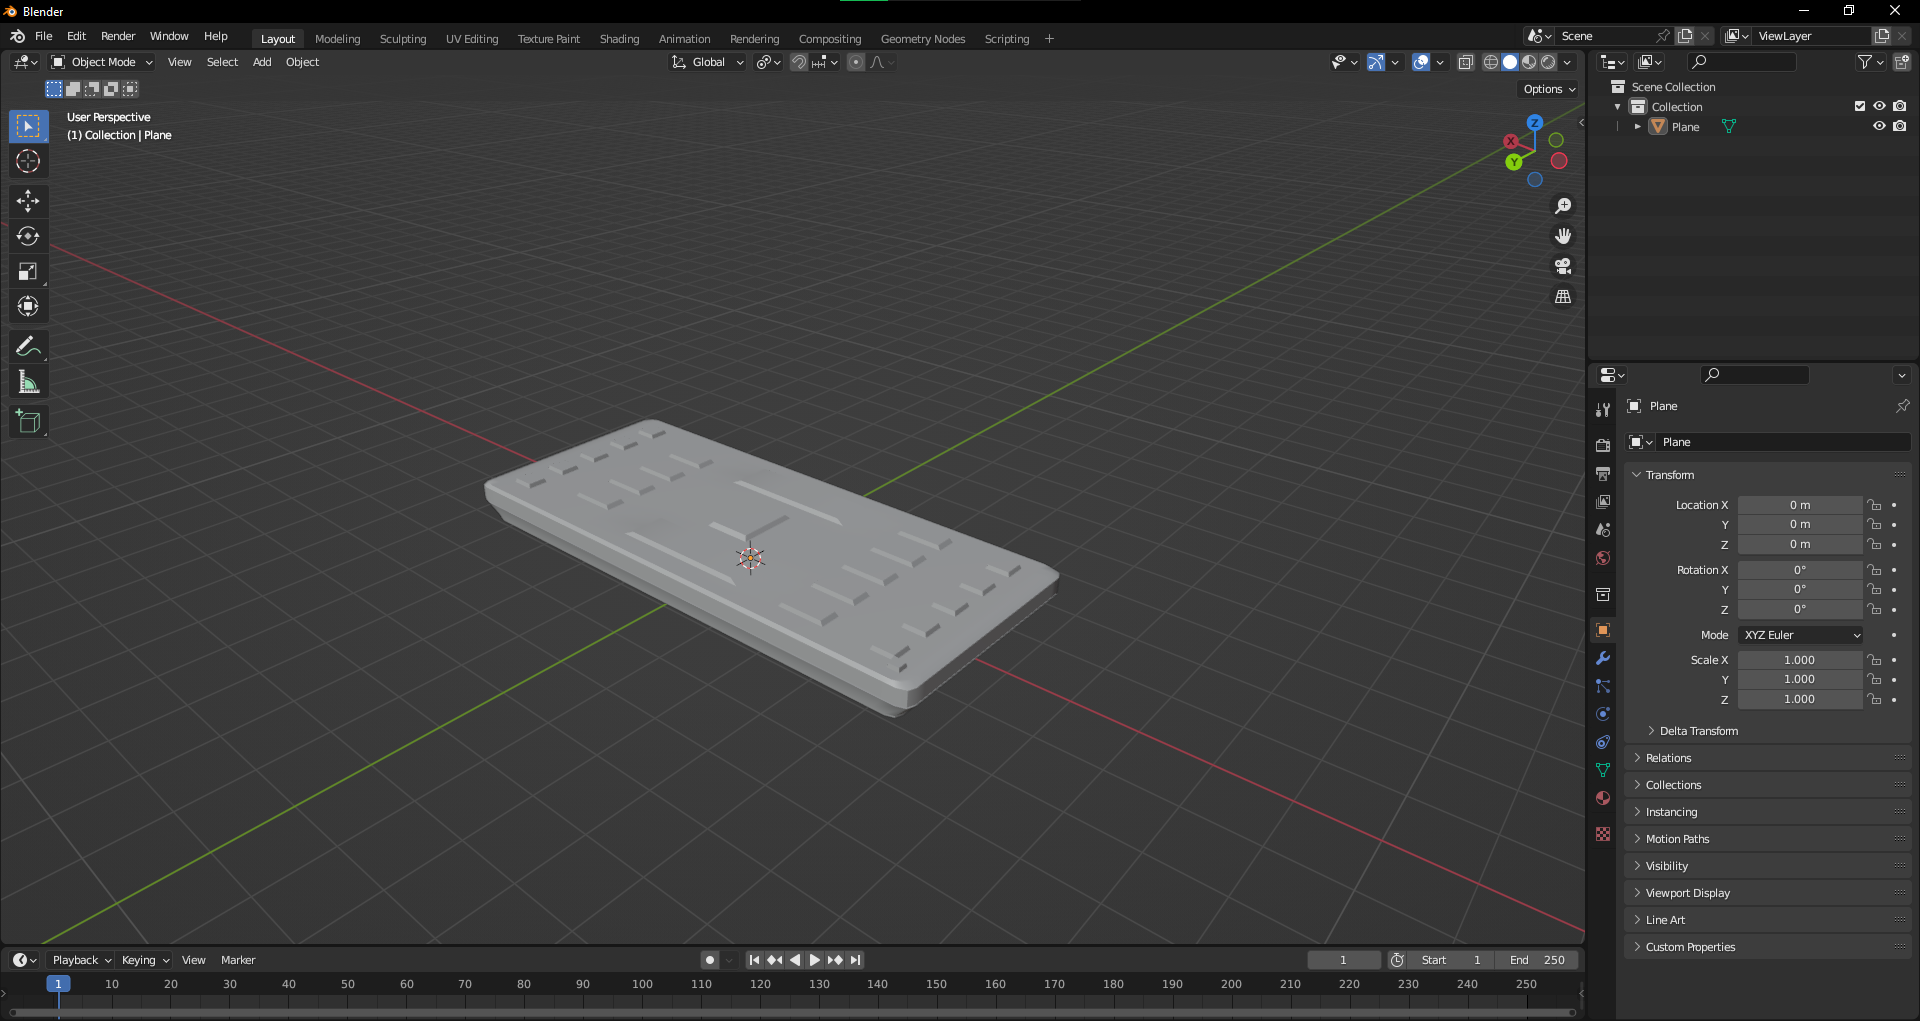 Blender
File Edit Render Window Help Layout Modeling Sculpting UV Editing Texture Paint Shading Animation Rendering Compositing Geometry Nodes Scripting + Scene ViewLayer
Object Mode View Select Add Object Global
Options
User Perspective
(1) Collection | Plane
Z
X
Y
Scene Collection
Collection
Plane
Plane
Plane
Transform
Location X 0 m
Y 0 m
Z 0 m
Rotation X 0°
Y 0°
Z 0°
Mode XYZ Euler
Scale X 1.000
Y 1.000
Z 1.000
Delta Transform
Relations
Collections
Instancing
Motion Paths
Visibility
Viewport Display
Line Art
Custom Properties
Playback Keying View Marker 1 Start 1 End 250
1 10 20 30 40 50 60 70 80 90 100 110 120 130 140 150 160 170 180 190 200 210 220 230 240 250